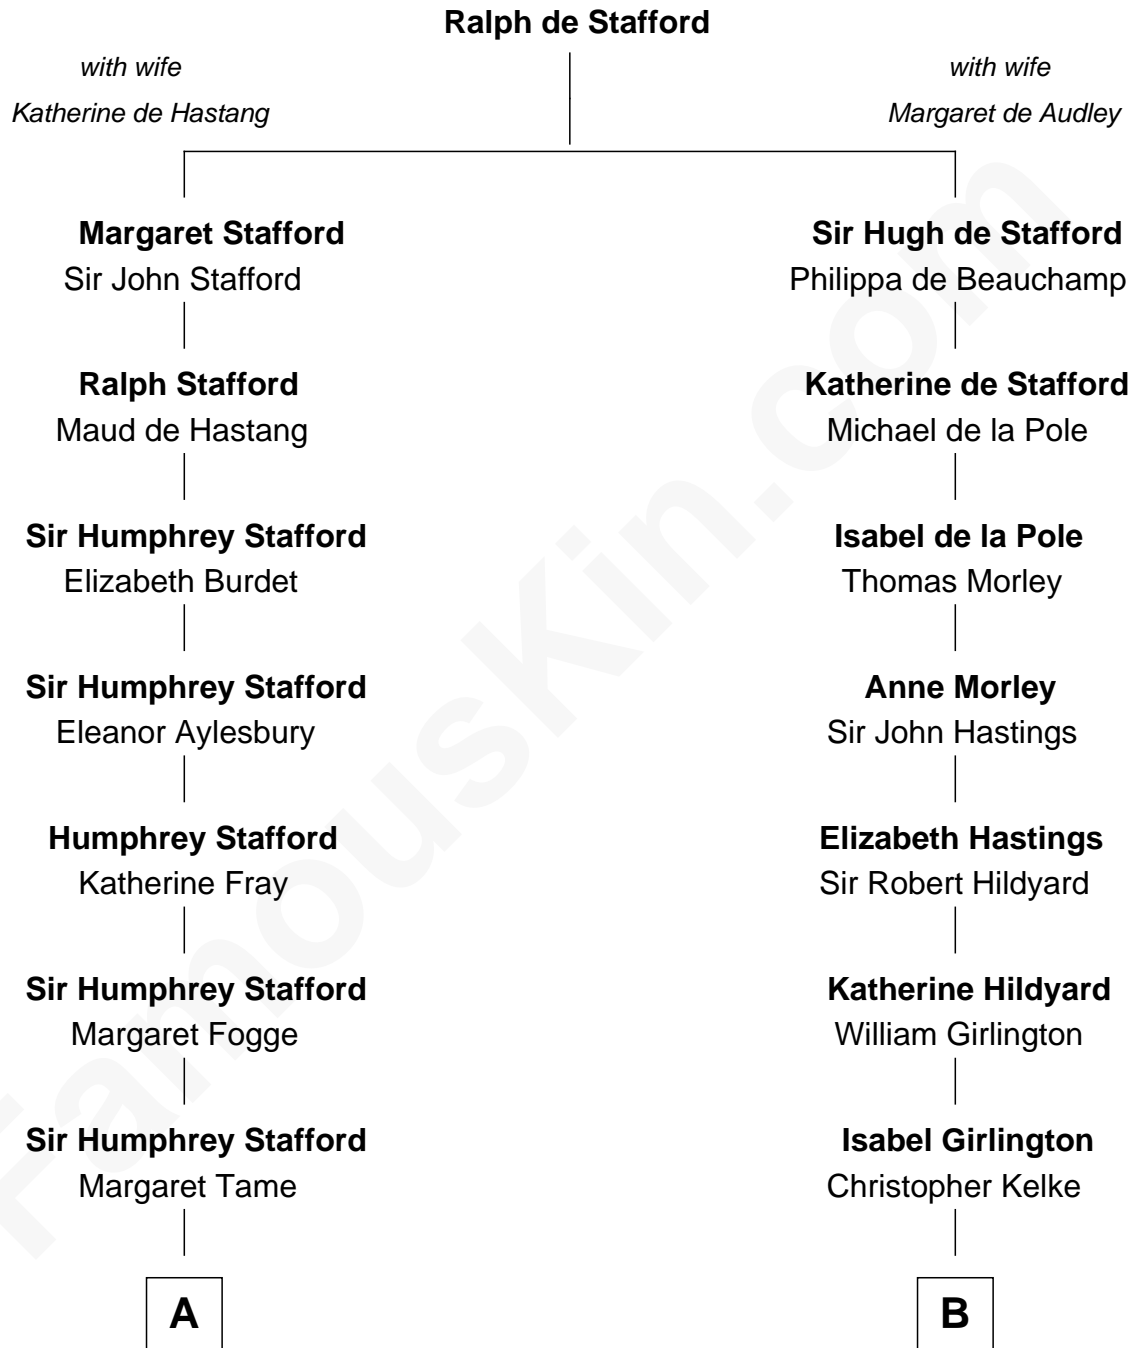 Ralph de Stafford
with wife
Katherine de Hastang
with wife
Margaret de Audley
Margaret Stafford
Sir John Stafford
Sir Hugh de Stafford
Philippa de Beauchamp
Ralph Stafford
Maud de Hastang
Katherine de Stafford
Michael de la Pole
Sir Humphrey Stafford
Elizabeth Burdet
Isabel de la Pole
Thomas Morley
Sir Humphrey Stafford
Eleanor Aylesbury
Anne Morley
Sir John Hastings
Humphrey Stafford
Katherine Fray
Elizabeth Hastings
Sir Robert Hildyard
Sir Humphrey Stafford
Margaret Fogge
Katherine Hildyard
William Girlington
Sir Humphrey Stafford
Margaret Tame
Isabel Girlington
Christopher Kelke
A
B
FamousKin.com